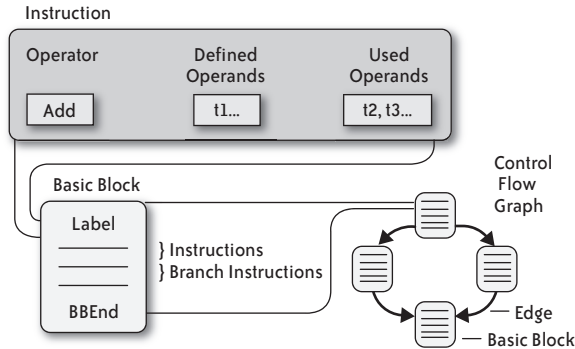 Instruction
Operator
Defined
Operands
Used
Operands
Add
t1...
t2, t3...
Basic Block
Label
} Instructions
} Branch Instructions
BBEnd
Control
Flow
Graph
Edge
Basic Block